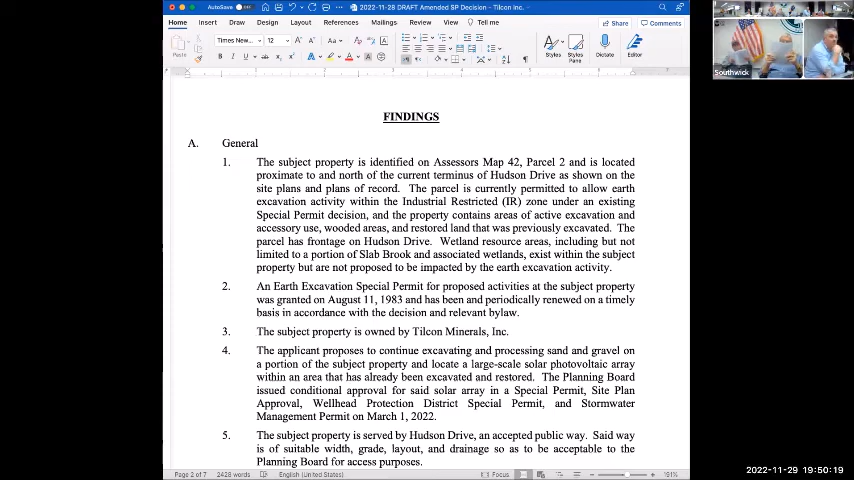 AutoSave OFF 2022-11-28 DRAFT Amended SP Decision - Tilcon Inc.
Home Insert Draw Design Layout References Mailings Review View Tell me Share Comments
Paste Times New... 12 Styles Styles Pane Dictate Editor
Southwick
FINDINGS
A. General
1. The subject property is identified on Assessors Map 42, Parcel 2 and is located
proximate to and north of the current terminus of Hudson Drive as shown on the
site plans and plans of record. The parcel is currently permitted to allow earth
excavation activity within the Industrial Restricted (IR) zone under an existing
Special Permit decision, and the property contains areas of active excavation and
accessory use, wooded areas, and restored land that was previously excavated. The
parcel has frontage on Hudson Drive. Wetland resource areas, including but not
limited to a portion of Slab Brook and associated wetlands, exist within the subject
property but are not proposed to be impacted by the earth excavation activity.
2. An Earth Excavation Special Permit for proposed activities at the subject property
was granted on August 11, 1983 and has been and periodically renewed on a timely
basis in accordance with the decision and relevant bylaw.
3. The subject property is owned by Tilcon Minerals, Inc.
4. The applicant proposes to continue excavating and processing sand and gravel on
a portion of the subject property and locate a large-scale solar photovoltaic array
within an area that has already been excavated and restored. The Planning Board
issued conditional approval for said solar array in a Special Permit, Site Plan
Approval, Wellhead Protection District Special Permit, and Stormwater
Management Permit on March 1, 2022.
5. The subject property is served by Hudson Drive, an accepted public way. Said way
is of suitable width, grade, layout, and drainage so as to be acceptable to the
Planning Board for access purposes.
Page 2 of 7 2428 words English (United States) Focus 191%
2022-11-29 19:50:19